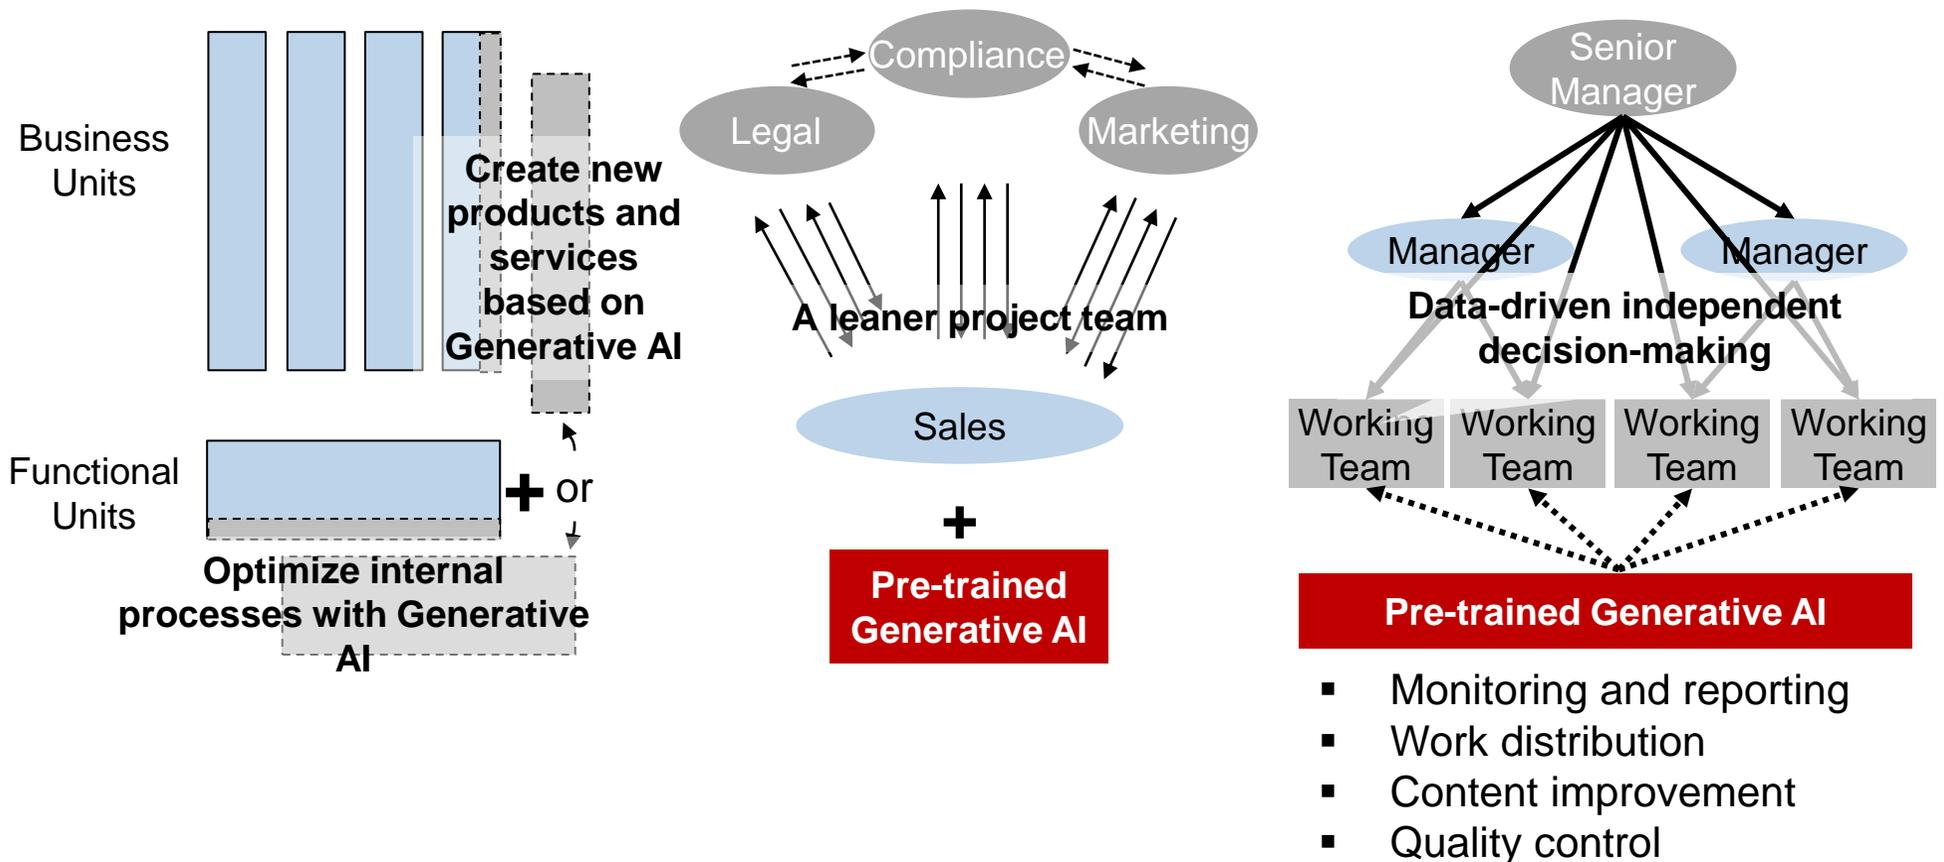 Business
Units
Create new
products and
services
based on
Generative AI
Functional
Units
+ or
Optimize internal
processes with Generative
AI
Compliance
Legal
Marketing
A leaner project team
Sales
+
Pre-trained
Generative AI
Senior
Manager
Manager
Manager
Data-driven independent
decision-making
Working
Team
Working
Team
Working
Team
Working
Team
Pre-trained Generative AI
▪ Monitoring and reporting
▪ Work distribution
▪ Content improvement
▪ Quality control